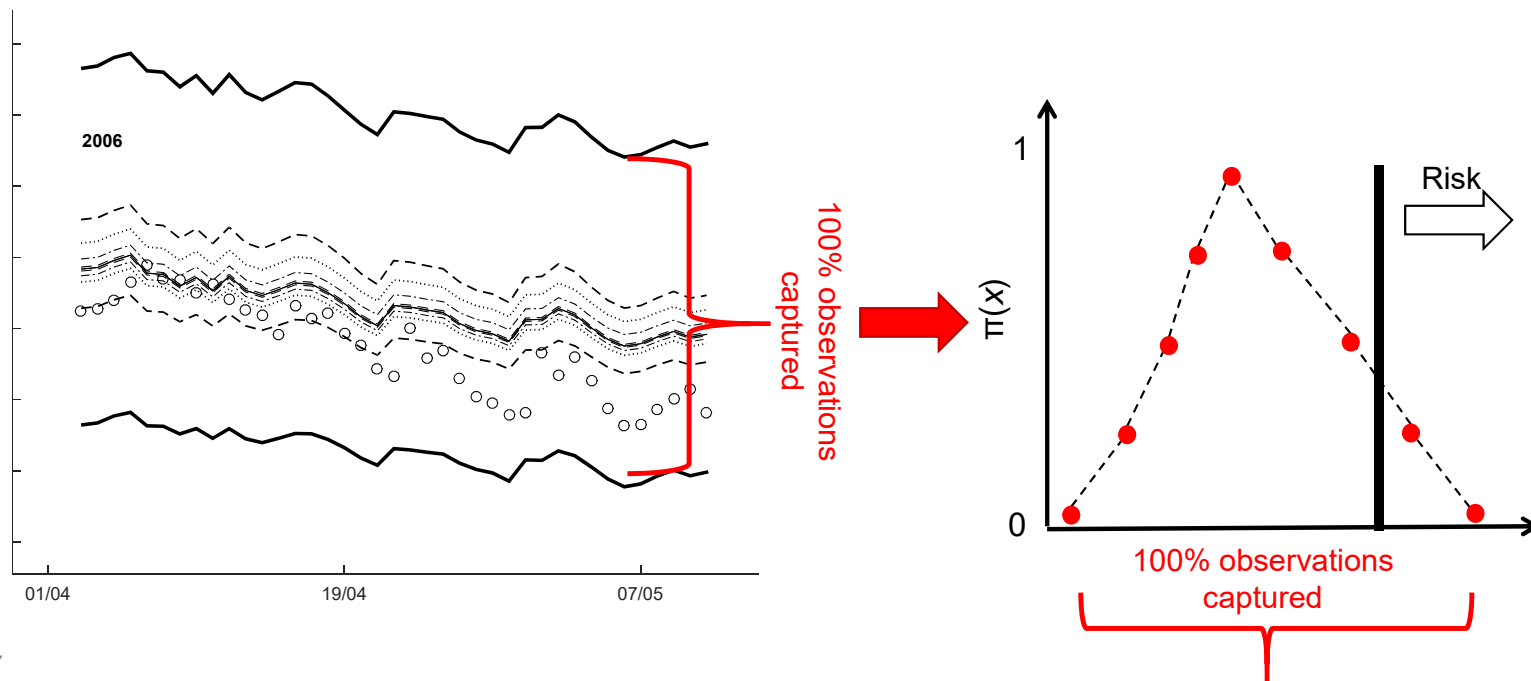 2006
01/04
19/04
07/05
100% observations
captured
π(x)
1
0
Risk
100% observations
captured